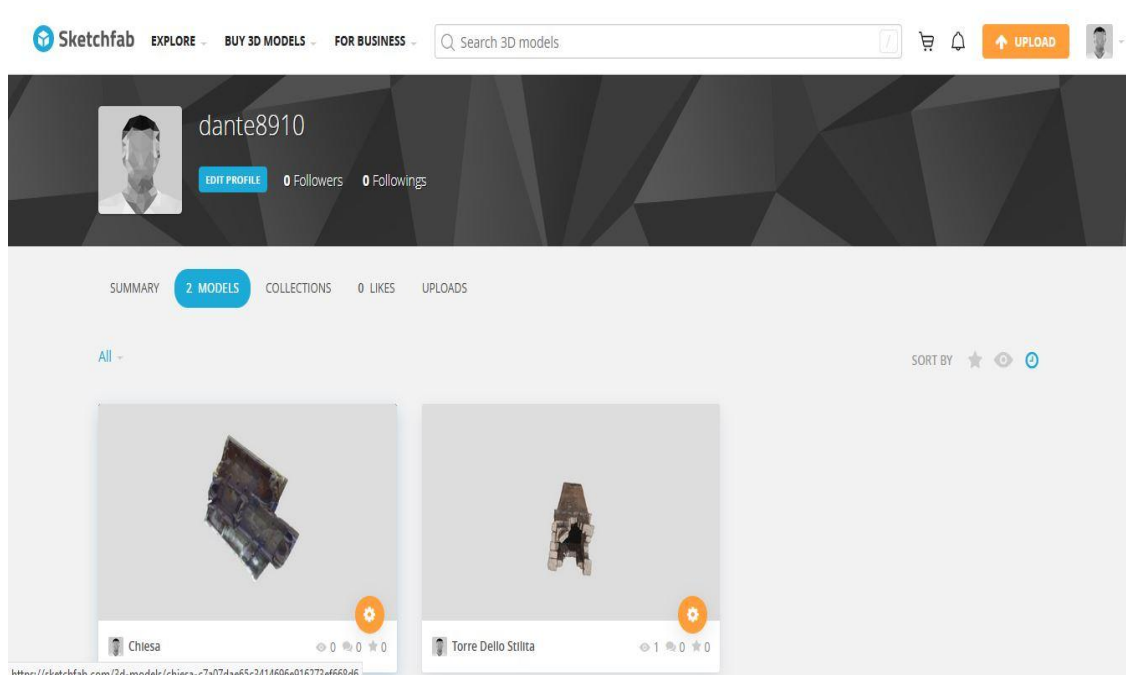 Sketchfab EXPLORE BUY 3D MODELS FOR BUSINESS Search 3D models / UPLOAD
dante8910
EDIT PROFILE 0 Followers 0 Followings
SUMMARY 2 MODELS COLLECTIONS 0 LIKES UPLOADS
All SORT BY
Chiesa 0 0 0 Torre Dello Stilita 1 0 0